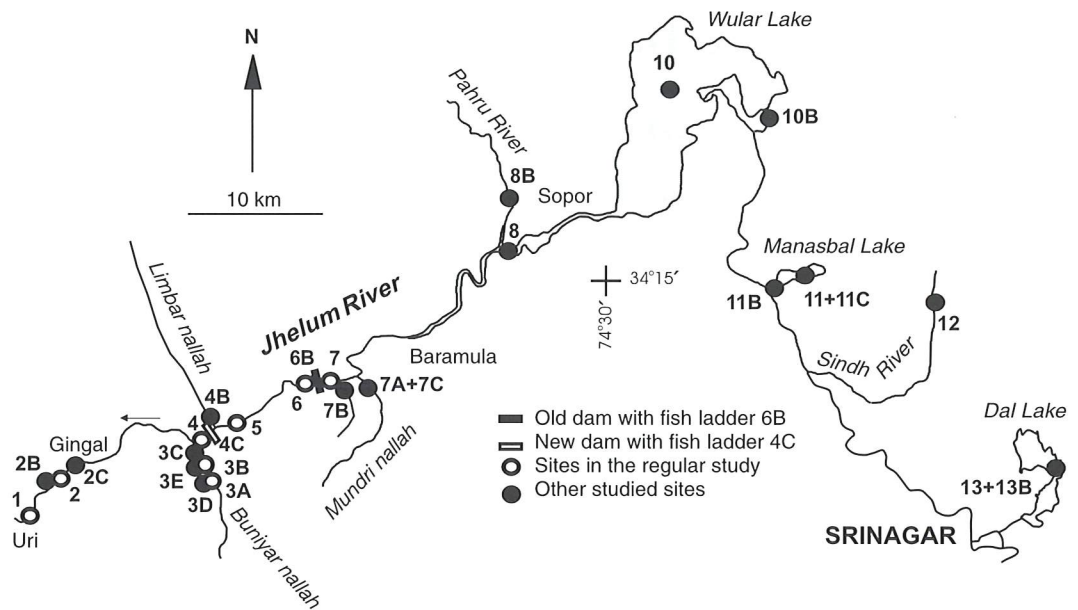 Wular Lake
N
10
Pahru River
10B
8B
Sopor
10 km
8
Manasbal Lake
Limbar nallah
34°15′
74°30′
11B
11+11C
12
Jhelum River
Sindh River
6B
7
Baramula
6
7B
7A+7C
4B
4
4C
5
Dal Lake
Gingal
3C
3B
2B
2C
2
3E
3A
3D
1
Uri
Mundri nallah
Buniyar nallah
13+13B
SRINAGAR
Old dam with fish ladder 6B
New dam with fish ladder 4C
Sites in the regular study
Other studied sites